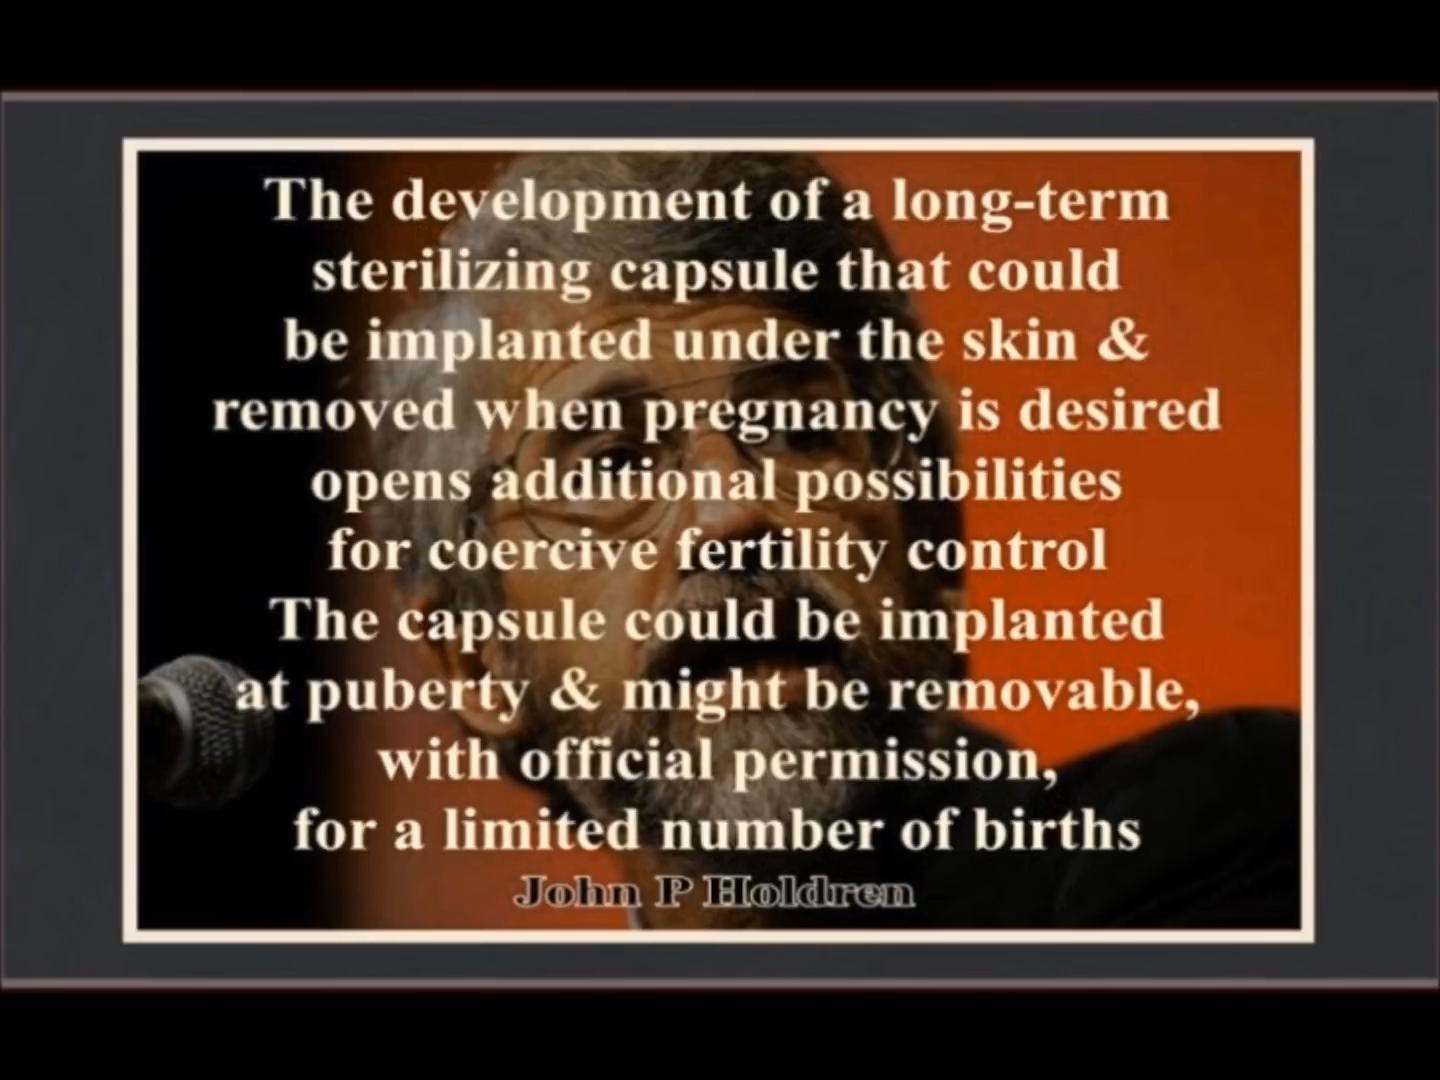 The development of a long-term
sterilizing capsule that could
be implanted under the skin &
removed when pregnancy is desired
opens additional possibilities
for coercive fertility control
The capsule could be implanted
at puberty & might be removable,
with official permission,
for a limited number of births
John P Holdren